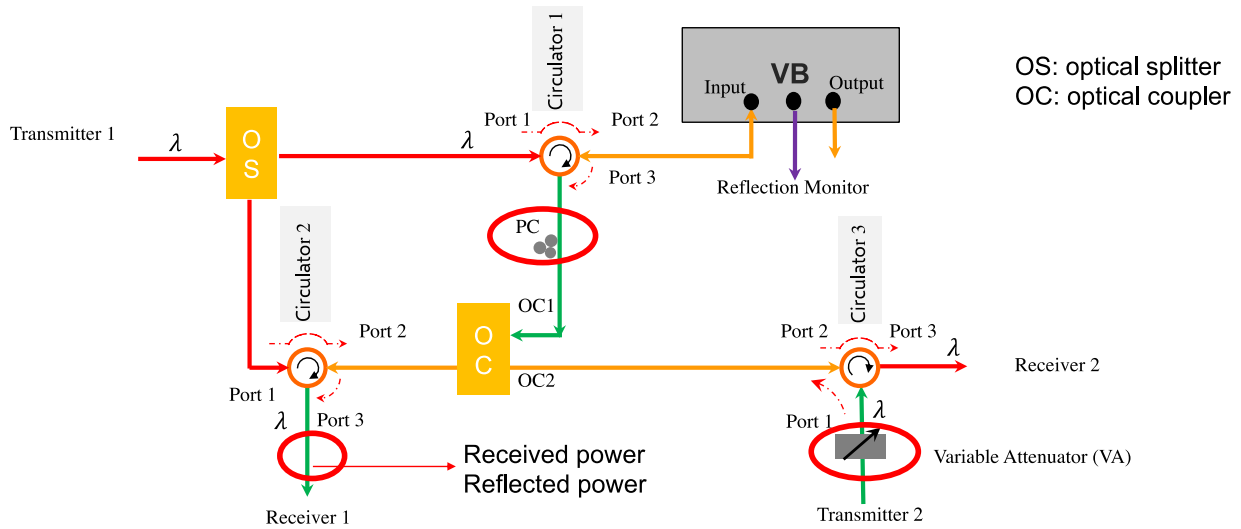 Circulator 1
VB
Input
Output
OS: optical splitter
OC: optical coupler
Transmitter 1
λ
O
S
λ
Port 1
Port 2
Port 3
Reflection Monitor
PC
Circulator 2
Circulator 3
OC1
Port 2
O
C
OC2
Port 2
Port 3
λ
Receiver 2
Port 1
λ
Port 3
Port 1
λ
Received power
Reflected power
Variable Attenuator (VA)
Receiver 1
Transmitter 2